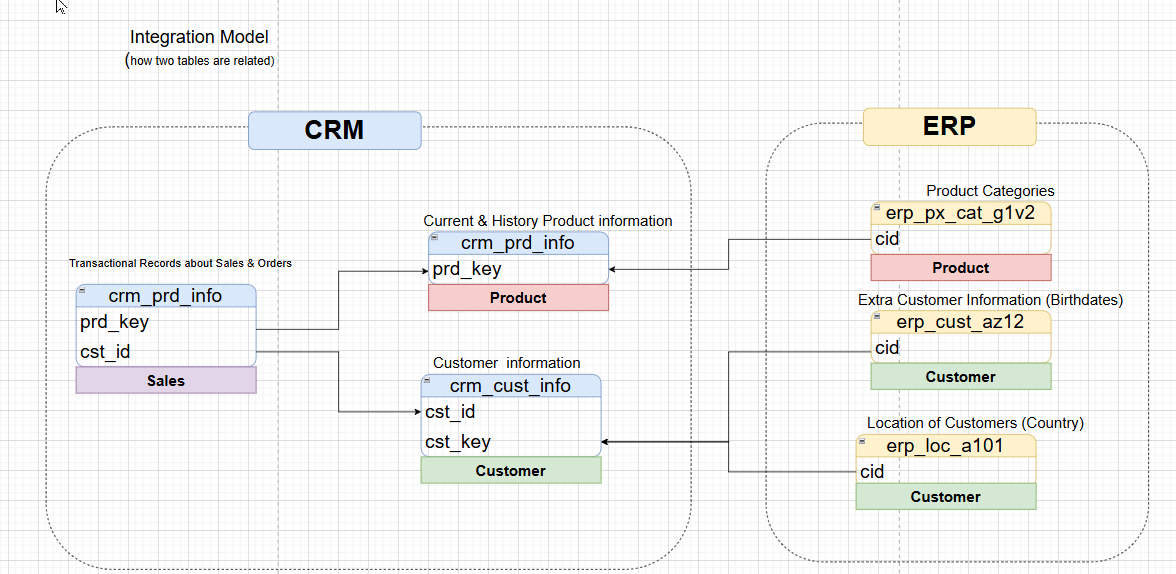 Integration Model
(how two tables are related)
CRM
ERP
Transactional Records about Sales & Orders
crm_prd_info
prd_key
cst_id
Sales
Current & History Product information
crm_prd_info
prd_key
Product
Customer information
crm_cust_info
cst_id
cst_key
Customer
Product Categories
erp_px_cat_g1v2
cid
Product
Extra Customer Information (Birthdates)
erp_cust_az12
cid
Customer
Location of Customers (Country)
erp_loc_a101
cid
Customer